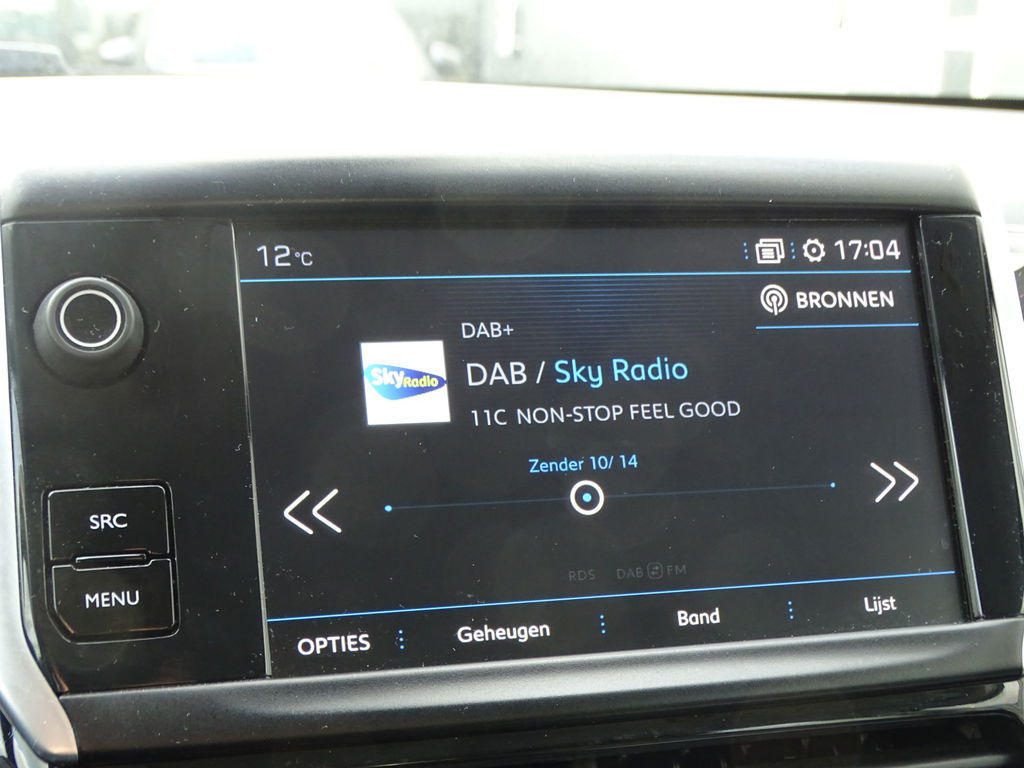 12°C
17:04
BRONNEN
DAB+
Sky Radio
DAB / Sky Radio
11C NON-STOP FEEL GOOD
Zender 10/ 14
SRC
MENU
RDS DAB FM
OPTIES Geheugen Band Lijst